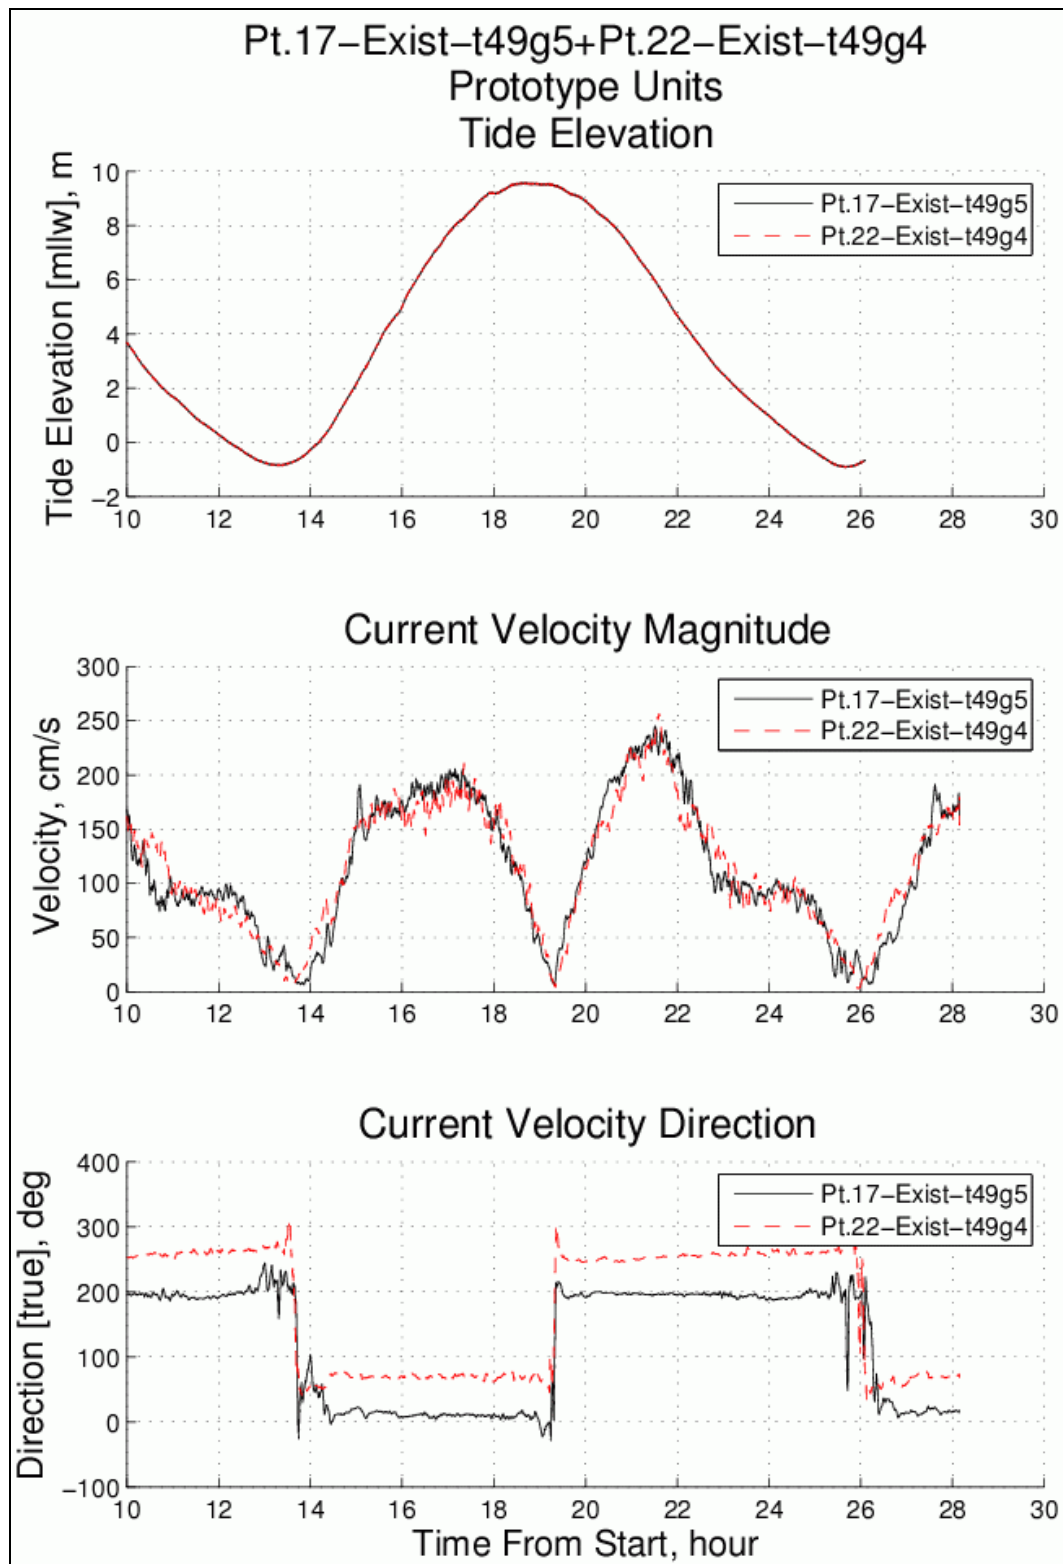 Pt.17−Exist−t49g5+Pt.22−Exist−t49g4
Prototype Units
Tide Elevation
Tide Elevation [mllw], m
10
8
6
4
2
0
−2
Pt.17−Exist−t49g5
Pt.22−Exist−t49g4
10 12 14 16 18 20 22 24 26 28 30
Current Velocity Magnitude
Velocity, cm/s
300
250
200
150
100
50
0
Pt.17−Exist−t49g5
Pt.22−Exist−t49g4
10 12 14 16 18 20 22 24 26 28 30
Current Velocity Direction
Direction [true], deg
400
300
200
100
0
−100
Pt.17−Exist−t49g5
Pt.22−Exist−t49g4
10 12 14 16 18 20 22 24 26 28 30
Time From Start, hour